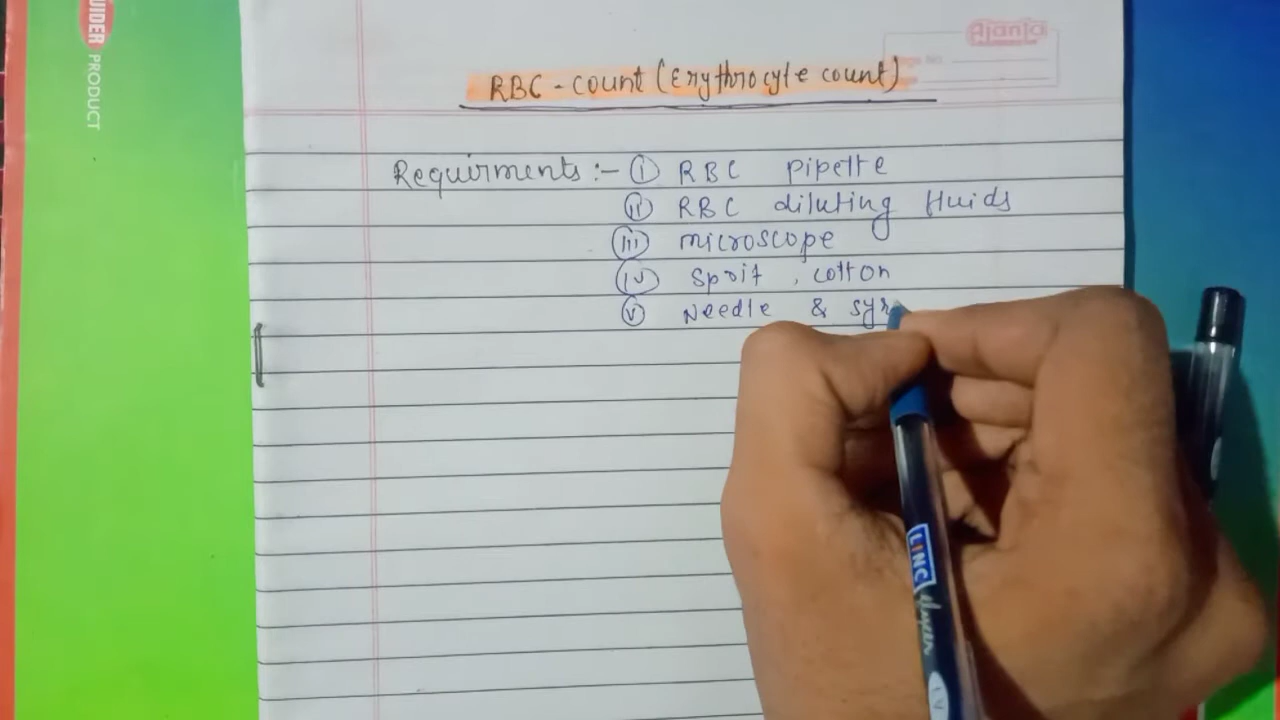 UIDER PRODUCT
Ajanta
RBC - count (Erythrocyte count)
Requirments :- (i) RBC pipette
(ii) RBC diluting fluids
(iii) microscope
(iv) Sprit , cotton
(v) Needle & syr
LINC